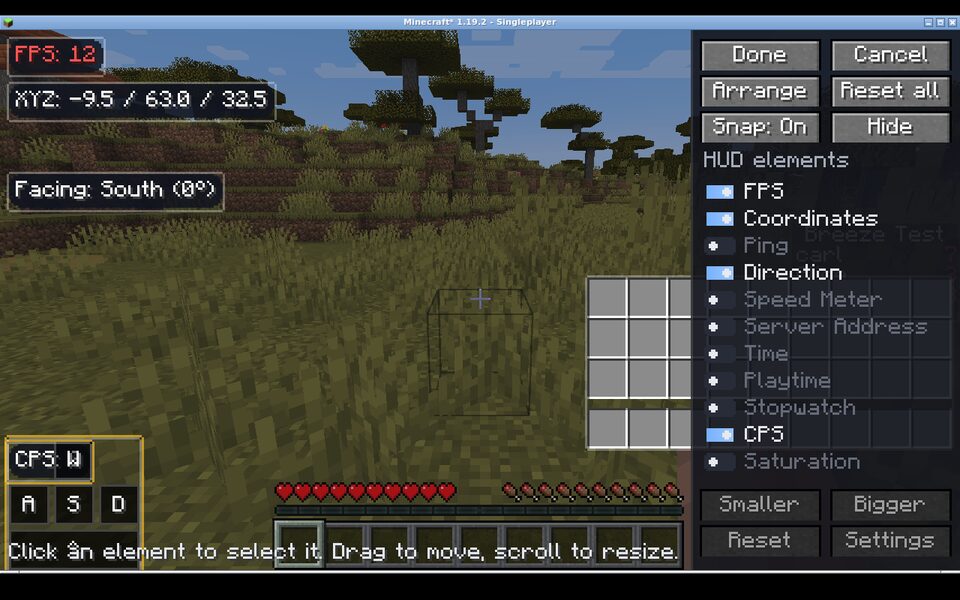 Minecraft* 1.19.2 - Singleplayer
FPS: 12
XYZ: -9.5 / 63.0 / 32.5
Facing: South (0°)
Done
Cancel
Arrange
Reset all
Snap: On
Hide
HUD elements
FPS
Coordinates
Ping
Breeze Test
Direction
Speed Meter
Server Address
Time
Playtime
Stopwatch
CPS
Saturation
Smaller
Bigger
Reset
Settings
CPS W
A S D
Click an element to select it. Drag to move, scroll to resize.